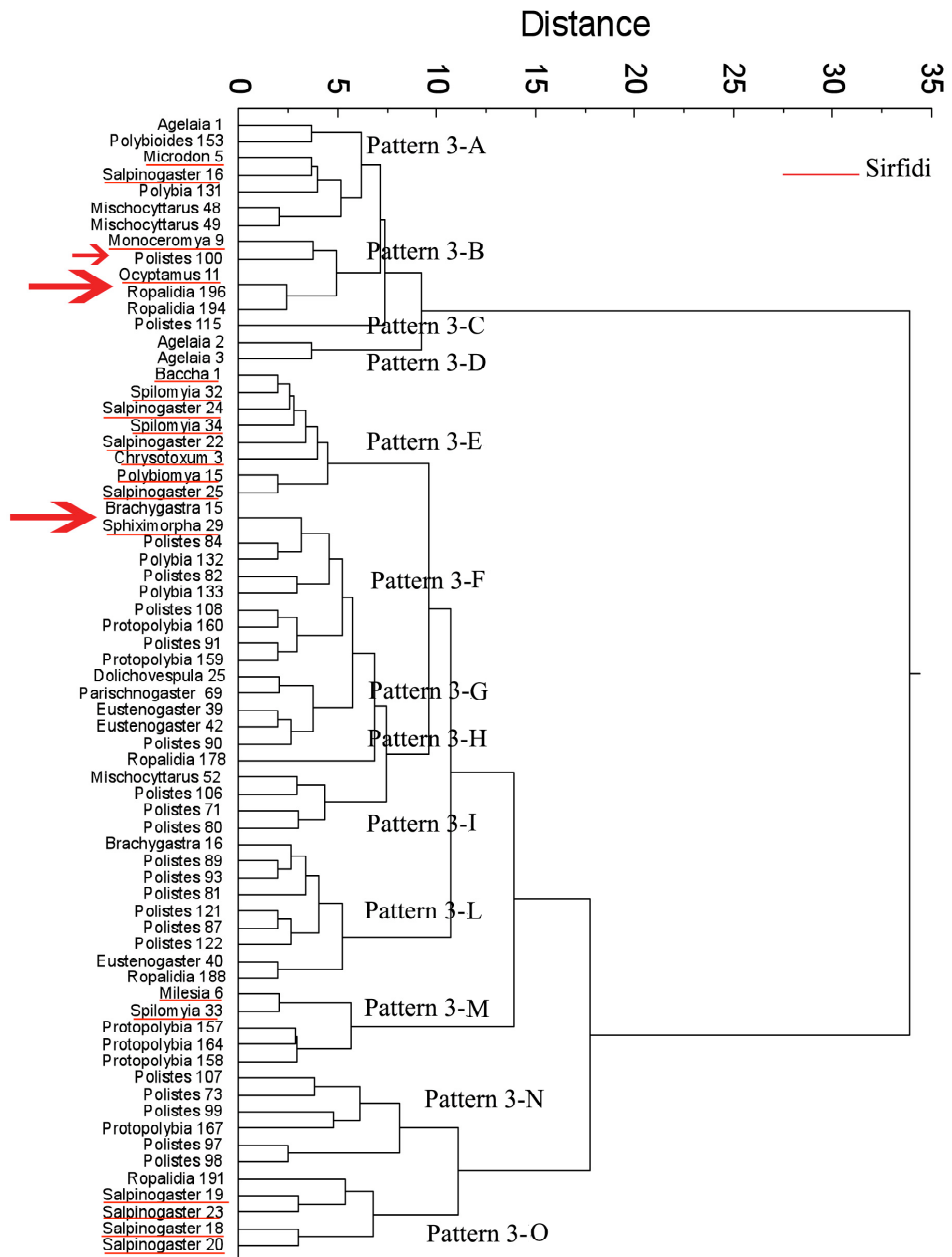 Distance
0 5 10 15 20 25 30 35
Sirfidi
Agelaia 1
Polybioides 153
Pattern 3-A
Microdon 5
Salpinogaster 16
Polybia 131
Mischocyttarus 48
Mischocyttarus 49
Monoceromya 9
Pattern 3-B
Polistes 100
Ocyptamus 11
Ropalidia 196
Ropalidia 194
Polistes 115
Pattern 3-C
Agelaia 2
Agelaia 3
Pattern 3-D
Baccha 1
Spilomyia 32
Salpinogaster 24
Spilomyia 34
Salpinogaster 22
Pattern 3-E
Chrysotoxum 3
Polybiomya 15
Salpinogaster 25
Brachygastra 15
Sphiximorpha 29
Polistes 84
Polybia 132
Polistes 82
Pattern 3-F
Polybia 133
Polistes 108
Protopolybia 160
Polistes 91
Protopolybia 159
Dolichovespula 25
Parischnogaster 69
Pattern 3-G
Eustenogaster 39
Eustenogaster 42
Polistes 90
Pattern 3-H
Ropalidia 178
Mischocyttarus 52
Polistes 106
Polistes 71
Polistes 80
Pattern 3-I
Brachygastra 16
Polistes 89
Polistes 93
Polistes 81
Polistes 121
Pattern 3-L
Polistes 87
Polistes 122
Eustenogaster 40
Ropalidia 188
Milesia 6
Spilomyia 33
Pattern 3-M
Protopolybia 157
Protopolybia 164
Protopolybia 158
Polistes 107
Polistes 73
Pattern 3-N
Polistes 99
Protopolybia 167
Polistes 97
Polistes 98
Ropalidia 191
Salpinogaster 19
Salpinogaster 23
Salpinogaster 18
Pattern 3-O
Salpinogaster 20